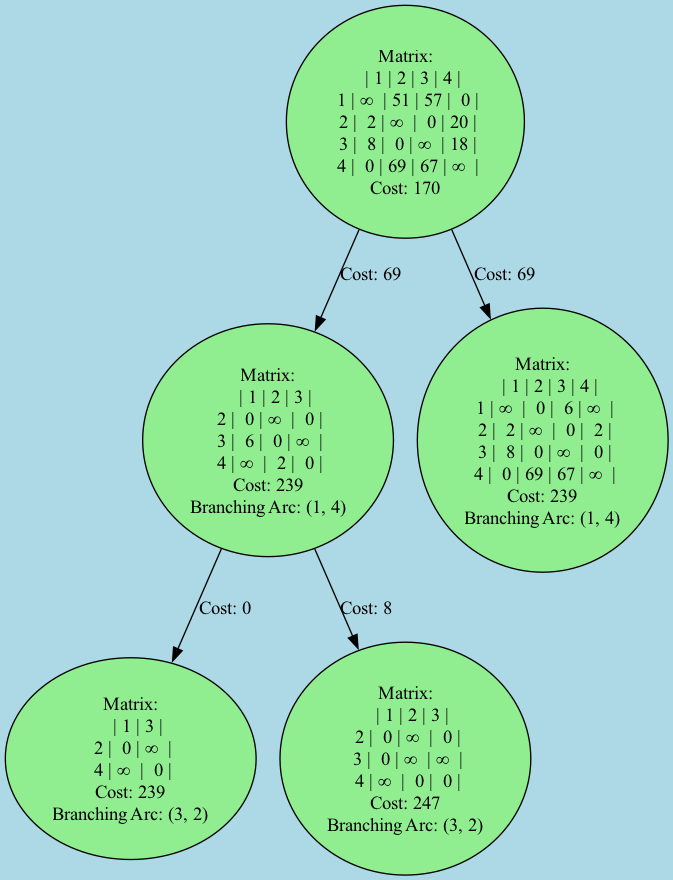 Matrix:
| 1 | 2 | 3 | 4 |
1 | ∞ | 51 | 57 | 0 |
2 | 2 | ∞ | 0 | 20 |
3 | 8 | 0 | ∞ | 18 |
4 | 0 | 69 | 67 | ∞ |
Cost: 170
Cost: 69
Cost: 69
Matrix:
| 1 | 2 | 3 |
2 | 0 | ∞ | 0 |
3 | 6 | 0 | ∞ |
4 | ∞ | 2 | 0 |
Cost: 239
Branching Arc: (1, 4)
Matrix:
| 1 | 2 | 3 | 4 |
1 | ∞ | 0 | 6 | ∞ |
2 | 2 | ∞ | 0 | 2 |
3 | 8 | 0 | ∞ | 0 |
4 | 0 | 69 | 67 | ∞ |
Cost: 239
Branching Arc: (1, 4)
Cost: 0
Cost: 8
Matrix:
| 1 | 3 |
2 | 0 | ∞ |
4 | ∞ | 0 |
Cost: 239
Branching Arc: (3, 2)
Matrix:
| 1 | 2 | 3 |
2 | 0 | ∞ | 0 |
3 | 0 | ∞ | ∞ |
4 | ∞ | 0 | 0 |
Cost: 247
Branching Arc: (3, 2)